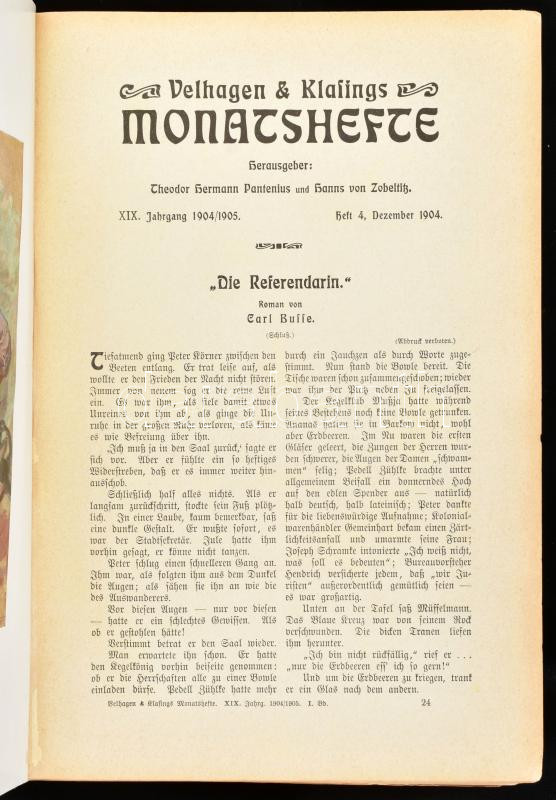 Velhagen & Klasings
MONATSHEFTE
Herausgeber:
Theodor Hermann Pantenius und Hanns von Zobeltitz.
XIX. Jahrgang 1904/1905. Heft 4, Dezember 1904.
„Die Referendarin.“
Roman von
Carl Busse.
(Schluß.)
Tiefatmend ging Peter Körner zwischen den
Beeten entlang. Er trat leise auf, als
wollte er den Frieden der Nacht nicht stören.
Immer von neuem sog er die reine Luft
ein. Es war ihm, als fiele damit etwas
Unreines von ihm ab, als ginge die Un-
ruhe in der großen Ruhe verloren, als käme
es wie Befreiung über ihn.
‚Ich muß ja in den Saal zurück,‘ sagte er
sich vor. Aber er fühlte ein so heftiges
Widerstreben, daß er es immer weiter hin-
ausschob.
Schließlich half alles nichts. Als er
langsam zurückschritt, stockte sein Fuß plötz-
lich. In einer Laube, kaum bemerkbar, saß
eine dunkle Gestalt. Er wußte sofort, es
war der Stadtsekretär. Jule hatte ihm
vorhin gesagt, er könne nicht tanzen.
Peter schlug einen schnelleren Gang an.
Ihm war, als folgten ihm aus dem Dunkel
die Augen; als sähen sie ihn an wie die
des Auswanderers.
Vor diesen Augen — nur vor diesen
— hatte er ein schlechtes Gewissen. Als
ob er gestohlen hätte!
Verstimmt betrat er den Saal wieder.
Man erwartete ihn schon. Er hatte
den Kegelkönig vorhin beiseite genommen:
ob er die Herrschaften alle zu einer Bowle
einladen dürfe. Pedell Zühlke hatte mehr
(Abdruck verboten.)
durch ein Jauchzen als durch Worte zuge-
stimmt. Nun stand die Bowle bereit. Die
Tische waren schon zusammengeschoben; wieder
war ihm der Platz neben Ju freigelassen.
Der Kegelklub Mußja hatte während
seines Bestehens noch keine Bowle getrunken.
Ananas hatten sie in Barkow nicht, wohl
aber Erdbeeren. Im Nu waren die ersten
Gläser geleert, die Zungen der Herren wur-
den schwerer, die Augen der Damen „schwam-
men“ selig; Pedell Zühlke brachte unter
allgemeinem Beifall ein donnerndes Hoch
auf den edlen Spender aus — natürlich
halb deutsch, halb lateinisch; Peter dankte
für die liebenswürdige Aufnahme; Kolonial-
warenhändler Gemeinhart bekam einen Zärt-
lichkeitsanfall und umarmte seine Frau;
Joseph Schramke intonierte „Ich weiß nicht,
was soll es bedeuten“; Bureauvorsteher
Hendrich versicherte jedem, daß „wir Ju-
risten“ außerordentlich gemütlich seien —
es war großartig.
Unten an der Tafel saß Müffelmann.
Das Blaue Kreuz war von seinem Rock
verschwunden. Die dicken Tranen liefen
ihm herunter.
„Ich bin nicht rückfällig,“ rief er . . .
„nur die Erdbeeren eff' ich so gern!“
Und um die Erdbeeren zu kriegen, trank
er ein Glas nach dem andern.
Velhagen & Klasings Monatshefte. XIX. Jahrg. 1904/1905. I. Bd. 24